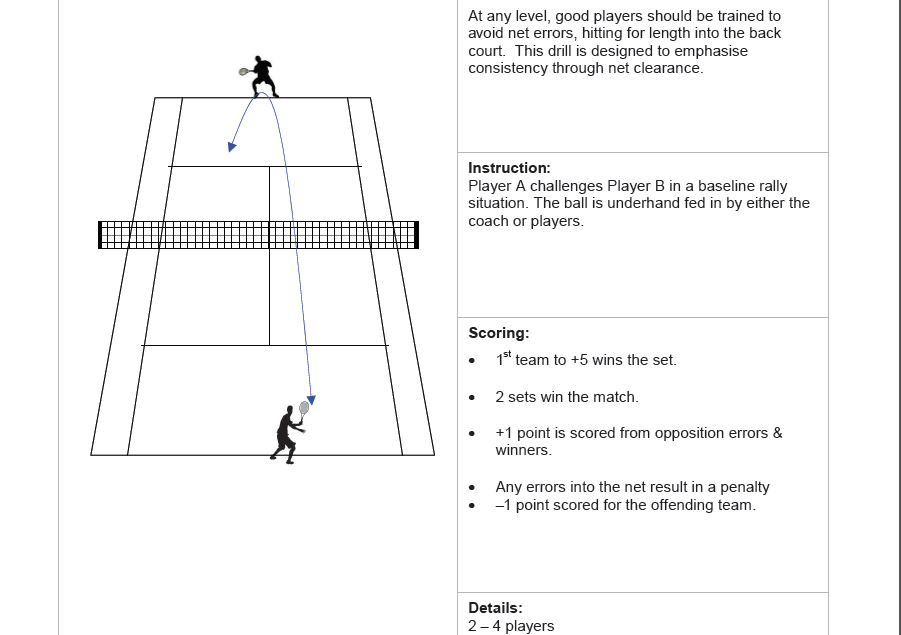 At any level, good players should be trained to
avoid net errors, hitting for length into the back
court.  This drill is designed to emphasise
consistency through net clearance.
Instruction:
Player A challenges Player B in a baseline rally
situation. The ball is underhand fed in by either the
coach or players.
Scoring:
• 1st team to +5 wins the set.
• 2 sets win the match.
• +1 point is scored from opposition errors &
winners.
• Any errors into the net result in a penalty
• –1 point scored for the offending team.
Details:
2 – 4 players